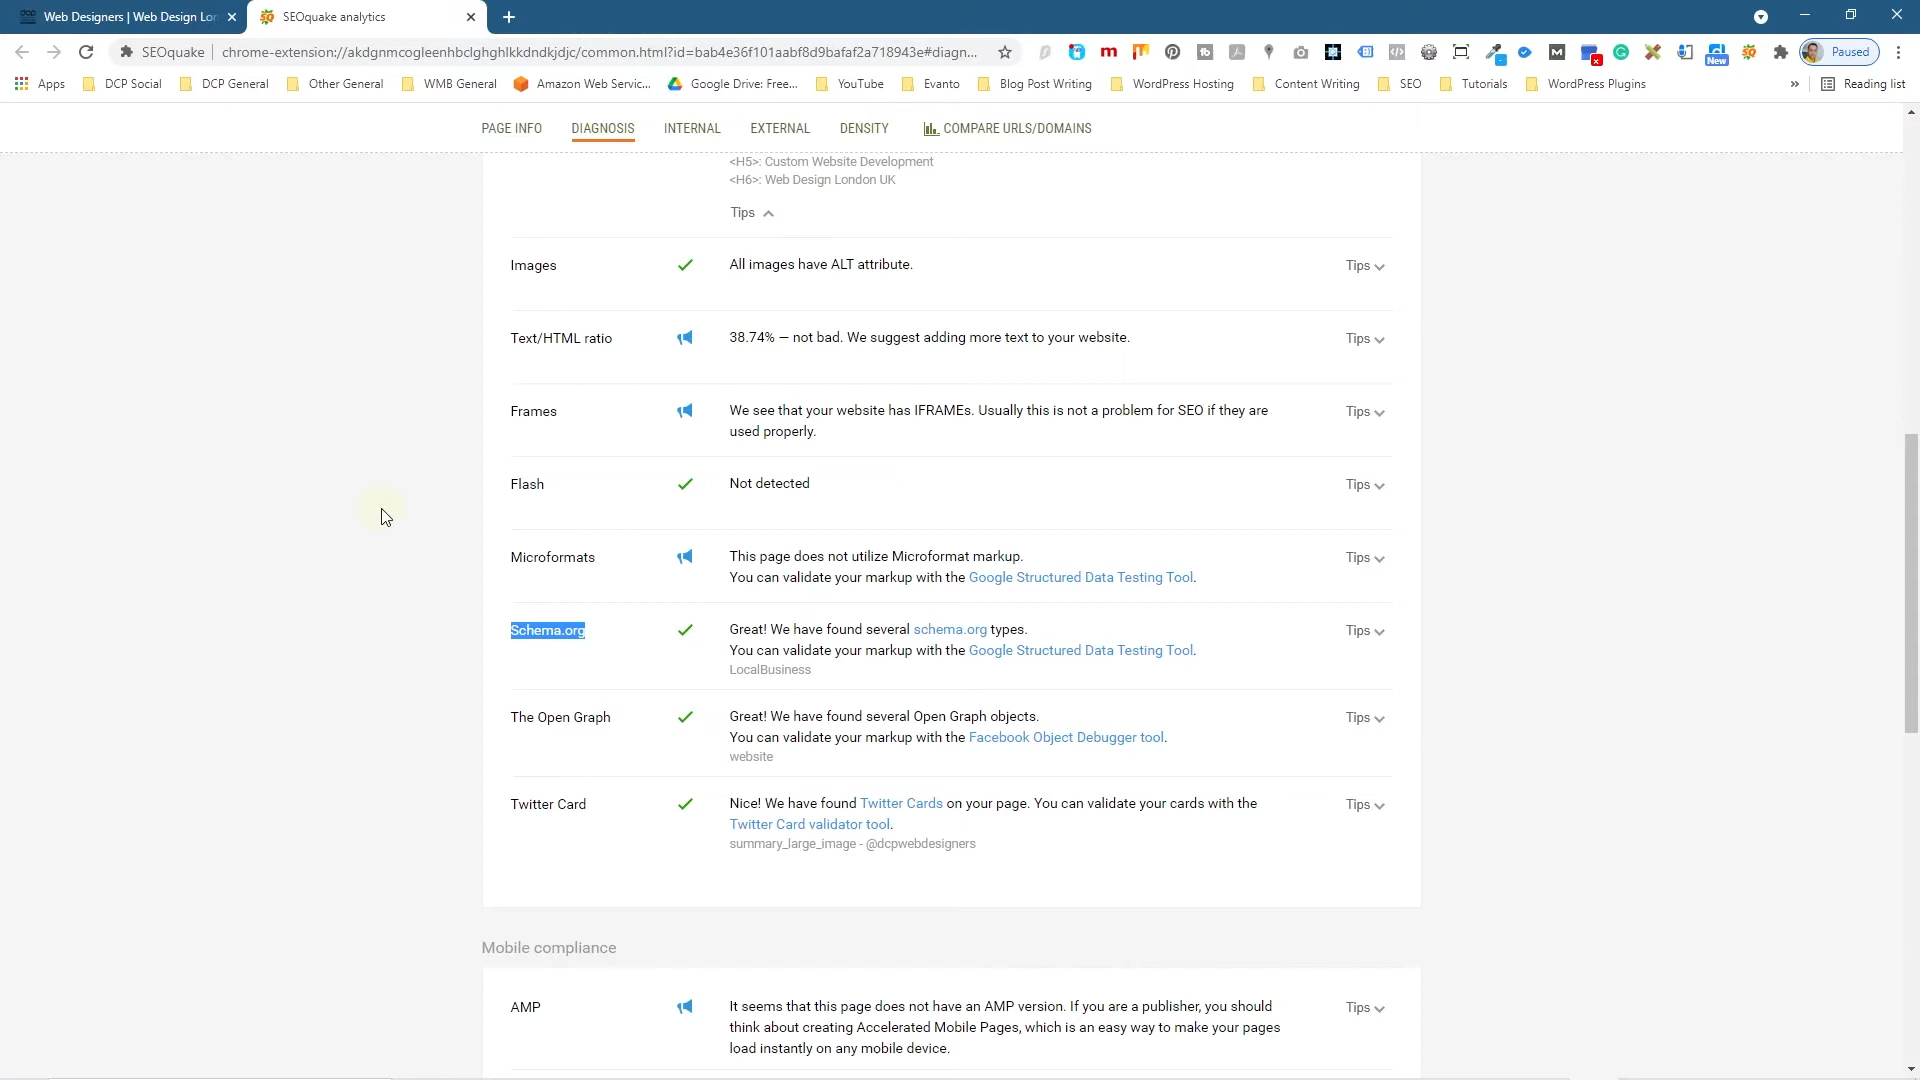 Web Designers | Web Design Lon
SEOquake analytics
SEOquake
chrome-extension://akdgnmcogleenhbclghghlkkdndkjdjc/common.html?id=bab4e36f101aabf8d9bafaf2a718943e#diagn...
New
Paused
Apps
DCP Social
DCP General
Other General
WMB General
Amazon Web Servic...
Google Drive: Free...
YouTube
Evanto
Blog Post Writing
WordPress Hosting
Content Writing
SEO
Tutorials
WordPress Plugins
»
Reading list
PAGE INFO
DIAGNOSIS
INTERNAL
EXTERNAL
DENSITY
COMPARE URLS/DOMAINS
<H5>: Custom Website Development
<H6>: Web Design London UK
Tips
Images
All images have ALT attribute.
Tips
Text/HTML ratio
38.74% — not bad. We suggest adding more text to your website.
Tips
Frames
We see that your website has IFRAMEs. Usually this is not a problem for SEO if they are
used properly.
Tips
Flash
Not detected
Tips
Microformats
This page does not utilize Microformat markup.
You can validate your markup with the Google Structured Data Testing Tool.
Tips
Schema.org
Great! We have found several schema.org types.
You can validate your markup with the Google Structured Data Testing Tool.
LocalBusiness
Tips
The Open Graph
Great! We have found several Open Graph objects.
You can validate your markup with the Facebook Object Debugger tool.
website
Tips
Twitter Card
Nice! We have found Twitter Cards on your page. You can validate your cards with the
Twitter Card validator tool.
summary_large_image - @dcpwebdesigners
Tips
Mobile compliance
AMP
It seems that this page does not have an AMP version. If you are a publisher, you should
think about creating Accelerated Mobile Pages, which is an easy way to make your pages
load instantly on any mobile device.
Tips